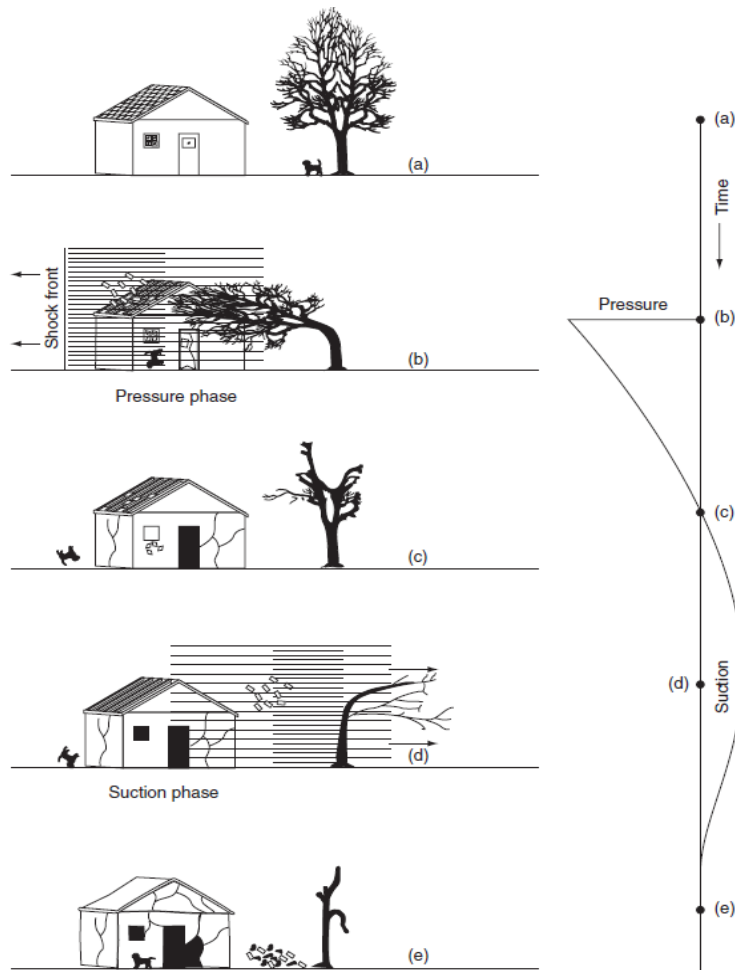 (a)
(a)
Time
Shock front
Pressure
(b)
(b)
Pressure phase
(c)
(c)
(d)
Suction
(d)
Suction phase
(e)
(e)